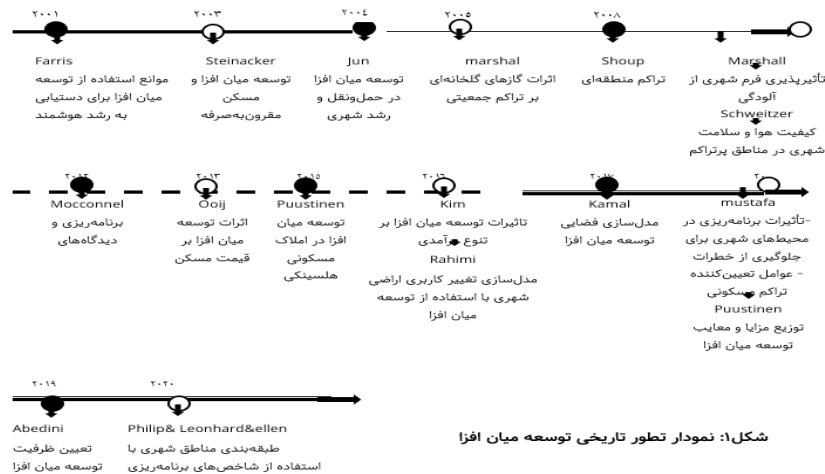 ۲۰۰۱
۲۰۰۳
۲۰۰۴
۲۰۰۵
۲۰۰۸
Farris
موانع استفاده از توسعه
میان افزا برای دستیابی
به رشد هوشمند
Steinacker
توسعه میان افزا و
مسکن
مقرون‌به‌صرفه
Jun
توسعه میان افزا
در حمل‌ونقل و
رشد شهری
marshal
اثرات گازهای گلخانه‌ای
بر تراکم جمعیتی
Shoup
تراکم منطقه‌ای
Marshall
تأثیرپذیری فرم شهری از
آلودگی
Schweitzer
کیفیت هوا و سلامت
شهری در مناطق پرتراکم
۲۰۱۲
۲۰۱۳
۲۰۱۵
۲۰۱۶
۲۰۱۷
Mocconnel
برنامه‌ریزی و
دیدگاه‌های
Ooij
اثرات توسعه
میان افزا بر
قیمت مسکن
Puustinen
توسعه میان
افزا در املاک
مسکونی
هلسینکی
Kim
تاثیرات توسعه میان افزا بر
تنوع درآمدی
Rahimi
مدل‌سازی تغییر کاربری اراضی
شهری با استفاده از توسعه
میان افزا
Kamal
مدل‌سازی فضایی
توسعه میان افزا
mustafa
-تأثیرات برنامه‌ریزی در
محیط‌های شهری برای
جلوگیری از خطرات
- عوامل تعیین‌کننده
تراکم مسکونی
Puustinen
توزیع مزایا و معایب
توسعه میان افزا
۲۰۱۹
۲۰۲۰
Abedini
تعیین ظرفیت
توسعه میان افزا
Philip& Leonhard&ellen
طبقه‌بندی مناطق شهری با
استفاده از شاخص‌های برنامه‌ریزی
شکل۱: نمودار تطور تاریخی توسعه میان افزا